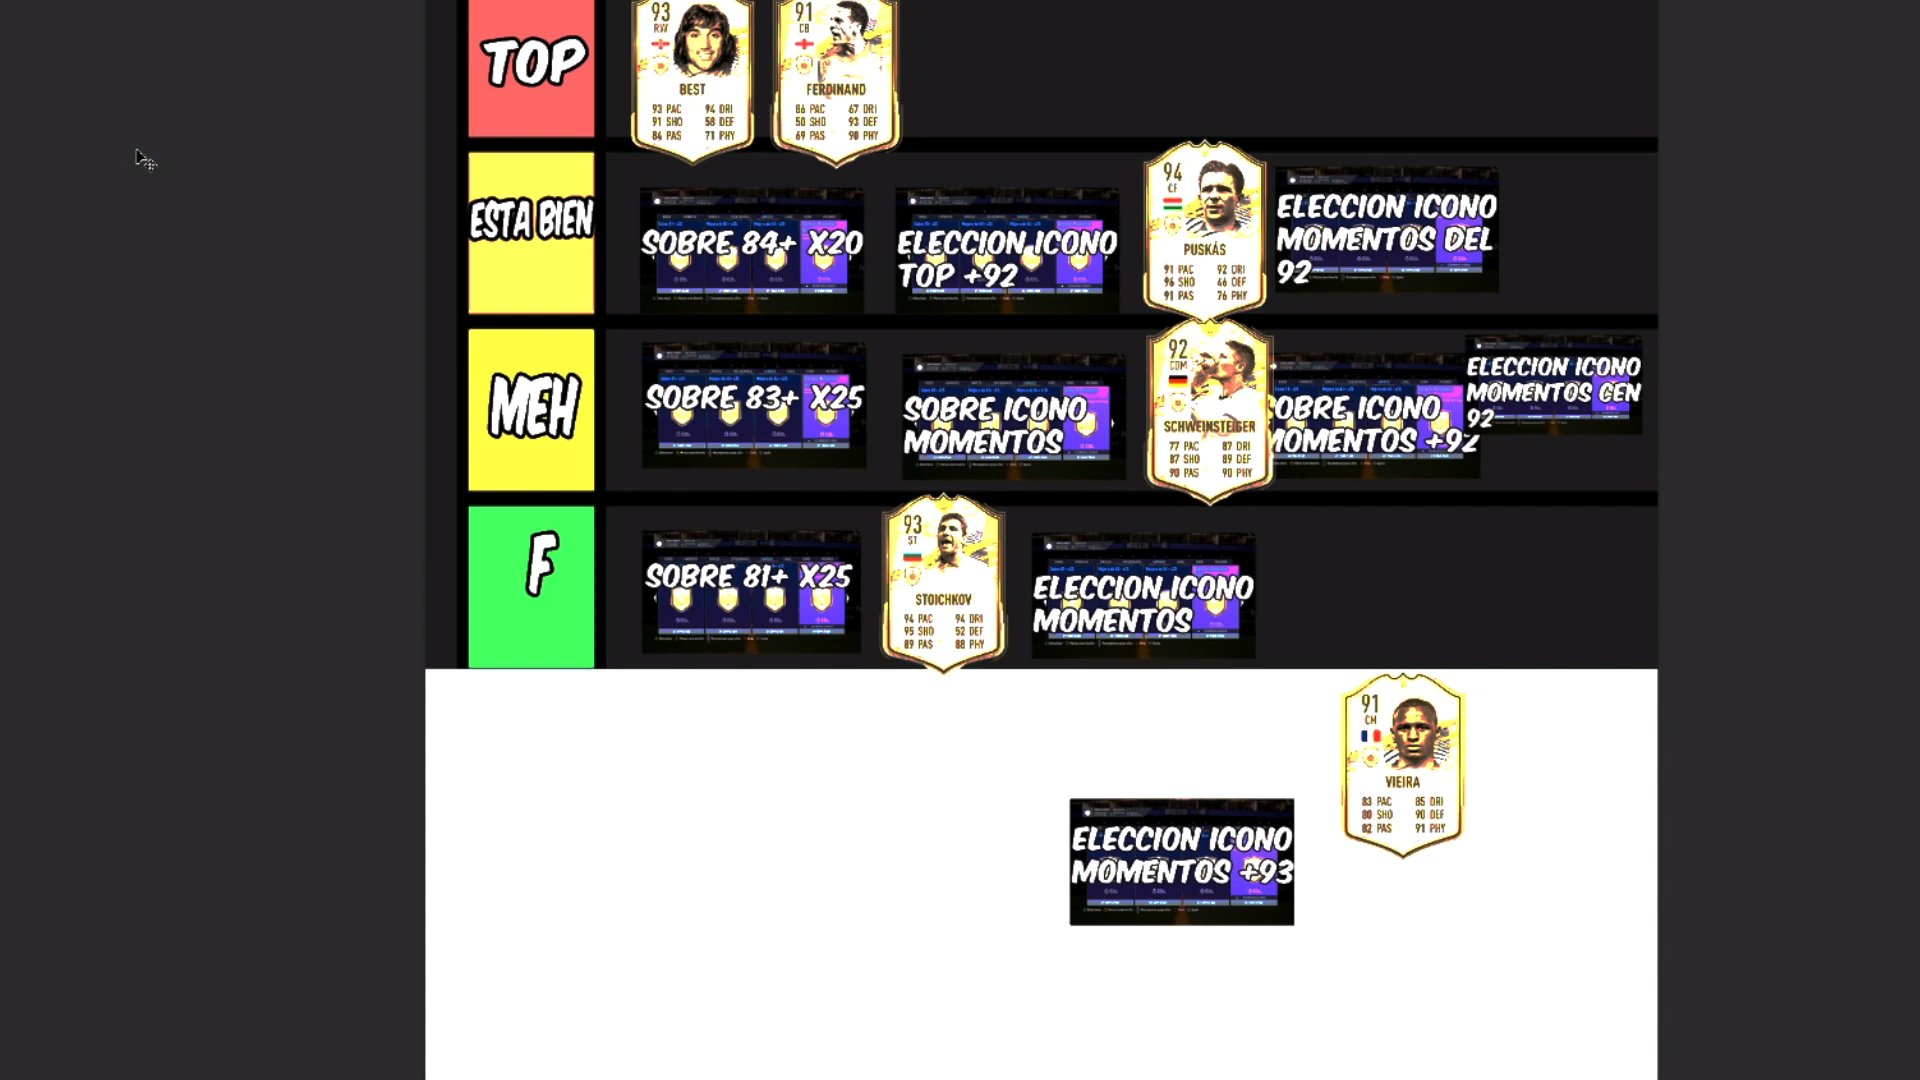 TOP
93
RW
BEST
93 PAC 94 DRI
91 SHO 58 DEF
84 PAS 71 PHY
91
CB
FERDINAND
86 PAC 67 DRI
50 SHO 93 DEF
69 PAS 90 PHY
ESTA BIEN
SOBRE 84+ X20
ELECCION ICONO
TOP +92
94
CF
PUSKÁS
91 PAC 92 DRI
96 SHO 46 DEF
91 PAS 76 PHY
ELECCION ICONO
MOMENTOS DEL
92
MEH
SOBRE 83+ X25
SOBRE ICONO
MOMENTOS
92
CDM
SCHWEINSTEIGER
77 PAC 87 DRI
87 SHO 89 DEF
90 PAS 90 PHY
OBRE ICONO
MOMENTOS +92
ELECCION ICONO
MOMENTOS CEN
92
F
SOBRE 81+ X25
93
ST
STOICHKOV
94 PAC 94 DRI
95 SHO 52 DEF
89 PAS 88 PHY
ELECCION ICONO
MOMENTOS
91
CM
VIEIRA
83 PAC 85 DRI
80 SHO 90 DEF
82 PAS 91 PHY
ELECCION ICONO
MOMENTOS +93